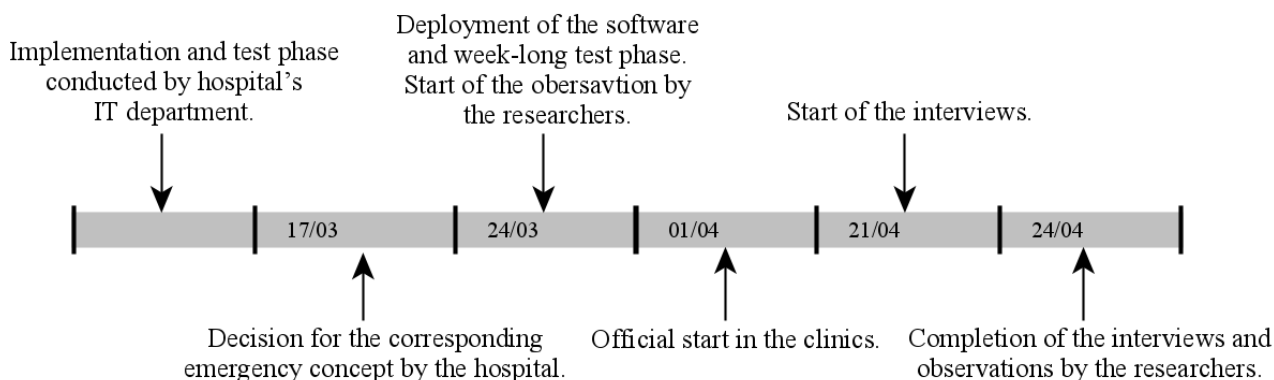 Implementation and test phase
conducted by hospital's
IT department.
Deployment of the software
and week-long test phase.
Start of the obersavtion by
the researchers.
Start of the interviews.
17/03
24/03
01/04
21/04
24/04
Decision for the corresponding
emergency concept by the hospital.
Official start in the clinics.
Completion of the interviews and
observations by the researchers.